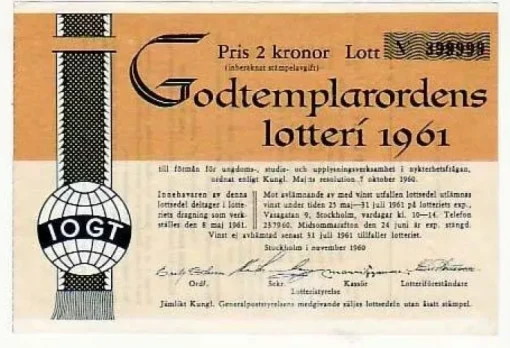 Pris 2 kronor Lott N 399999
(inberäknat stämpelavgift)
Godtemplarordens
lotteri 1961
till förmån för ungdoms-, studie- och upplysningsverksamhet i nykterhetsfrågan,
ordnat enligt Kungl. Maj:ts resolution 7 oktober 1960.
Innehavaren av denna
lottsedel deltager i lotte-
riets dragning som verk-
ställes den 8 maj 1961.
Mot avlämnande av med vinst utfallen lottsedel utlämnas
vinst under tiden 25 maj—31 juli 1961 på lotteriets exp.,
Vasagatan 9, Stockholm, vardagar kl. 10—14. Telefon
237960. Midsommarafton den 24 juni är exp. stängd.
Vinst ej avhämtad senast 31 juli 1961 tillfaller lotteriet.
Stockholm i november 1960
Ordf. Sekr. Kassör Lotteriföreståndare
Lotteristyrelse
Jämlikt Kungl. Generalpoststyrelsens medgivande säljes lottsedeln utan åsatt stämpel.
IOGT